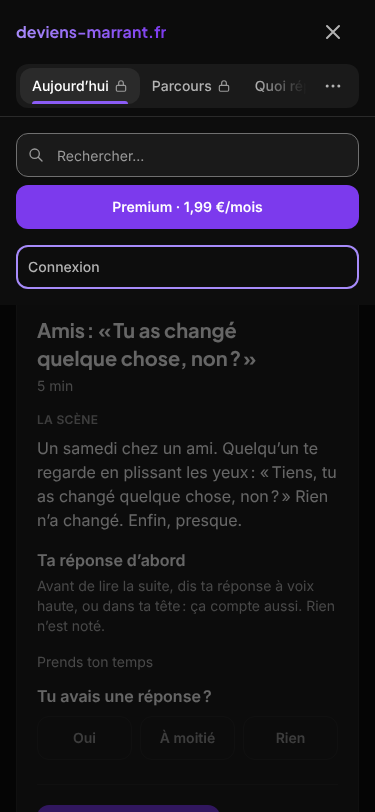 deviens-marrant.fr
Aujourd’hui
Parcours
Quoi
Rechercher...
Premium · 1,99 €/mois
Connexion
Amis : « Tu as changé
quelque chose, non ? »
5 min
LA SCÈNE
Un samedi chez un ami. Quelqu’un te
regarde en plissant les yeux : « Tiens, tu
as changé quelque chose, non ? » Rien
n’a changé. Enfin, presque.
Ta réponse d’abord
Avant de lire la suite, dis ta réponse à voix
haute, ou dans ta tête : ça compte aussi. Rien
n’est noté.
Prends ton temps
Tu avais une réponse ?
Oui
À moitié
Rien